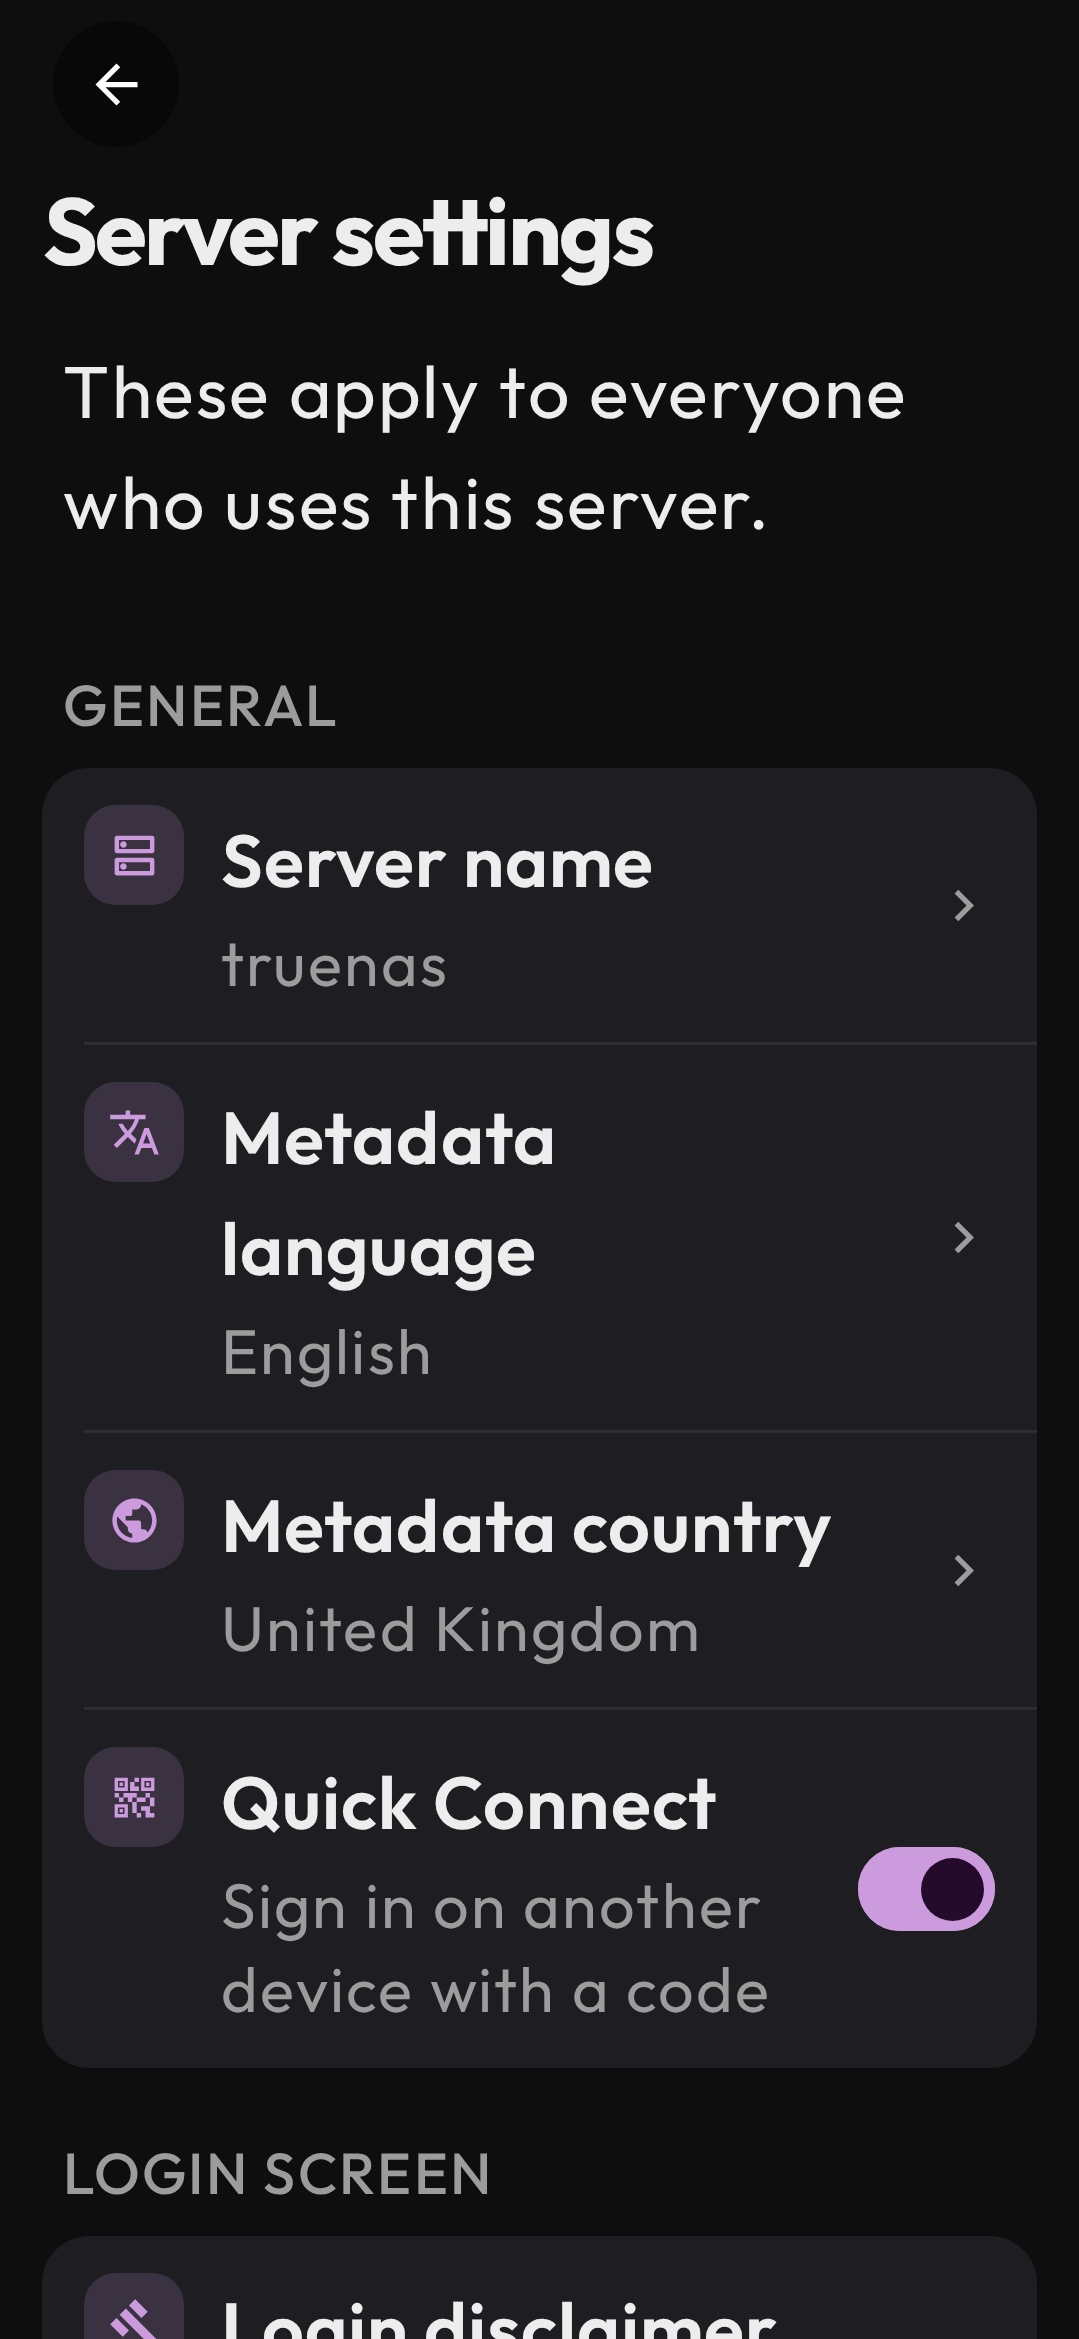 Server settings
These apply to everyone
who uses this server.
GENERAL
Server name
truenas
Metadata
language
English
Metadata country
United Kingdom
Quick Connect
Sign in on another
device with a code
LOGIN SCREEN
Login disclaimer